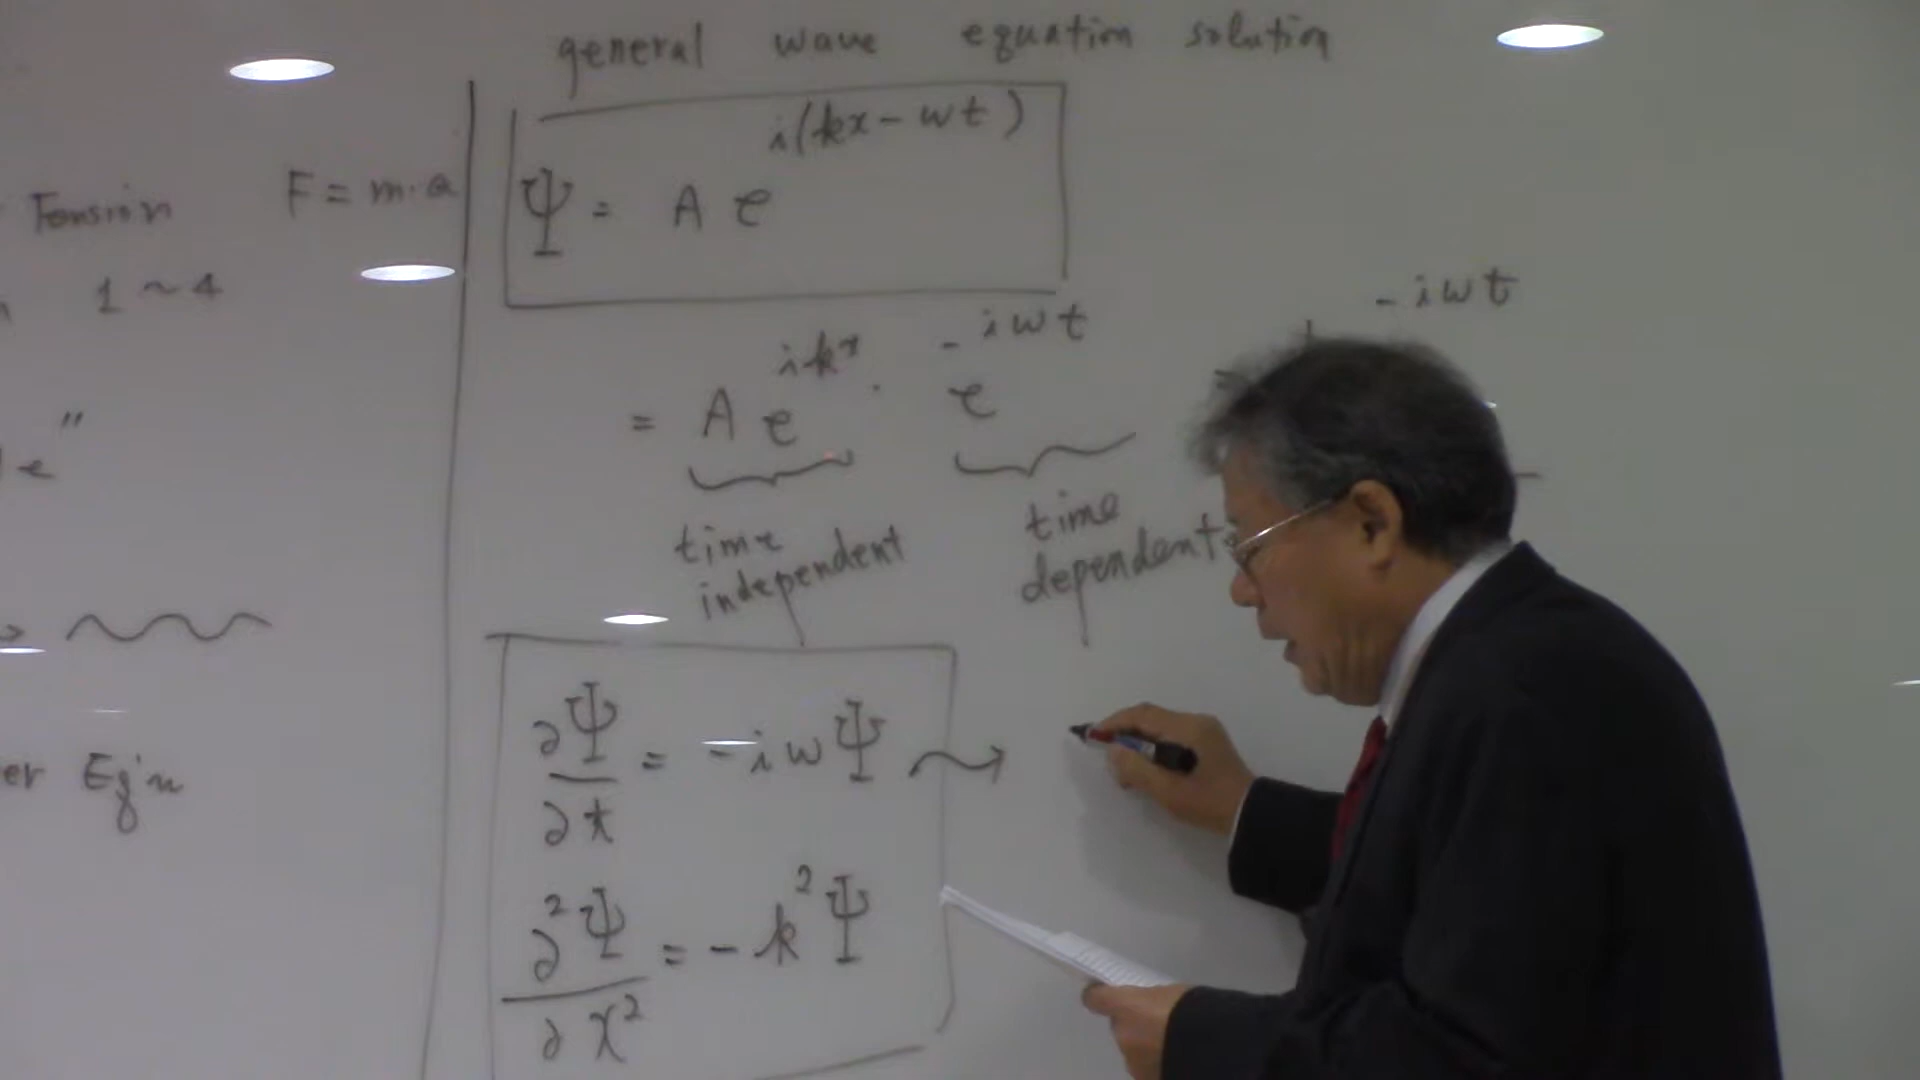 general wave equation solution
Tension F = m·a
Ψ = A e^{i(kx - wt)}
1 ~ 4
= A e^{ikx} · e^{-iwt}
= -iwt
"
time independent
time dependent
er Eq'n
∂Ψ/∂t = -iwΨ
∂²Ψ/∂x² = -k²Ψ